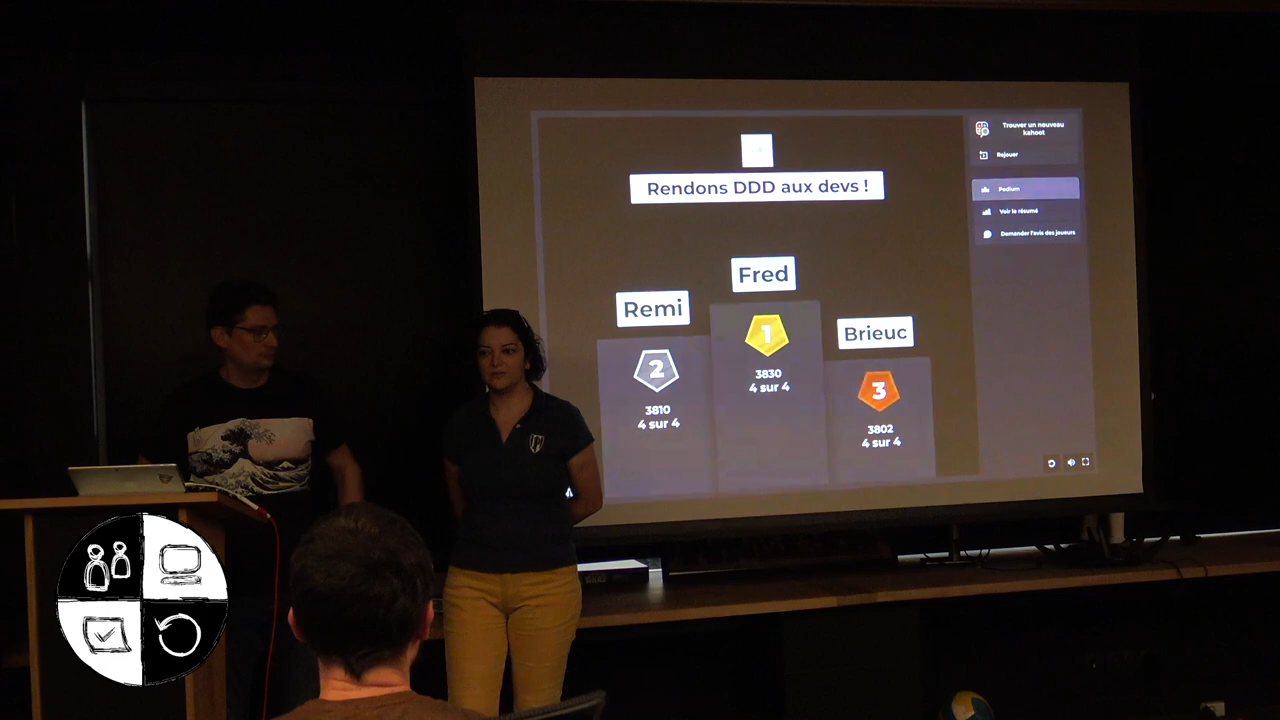 Rendons DDD aux devs !
Fred
Remi
Brieuc
1
3830
4 sur 4
2
3810
4 sur 4
3
3802
4 sur 4
Trouver un nouveau
kahoot
Rejouer
Podium
Voir le résumé
Demander l'avis des joueurs